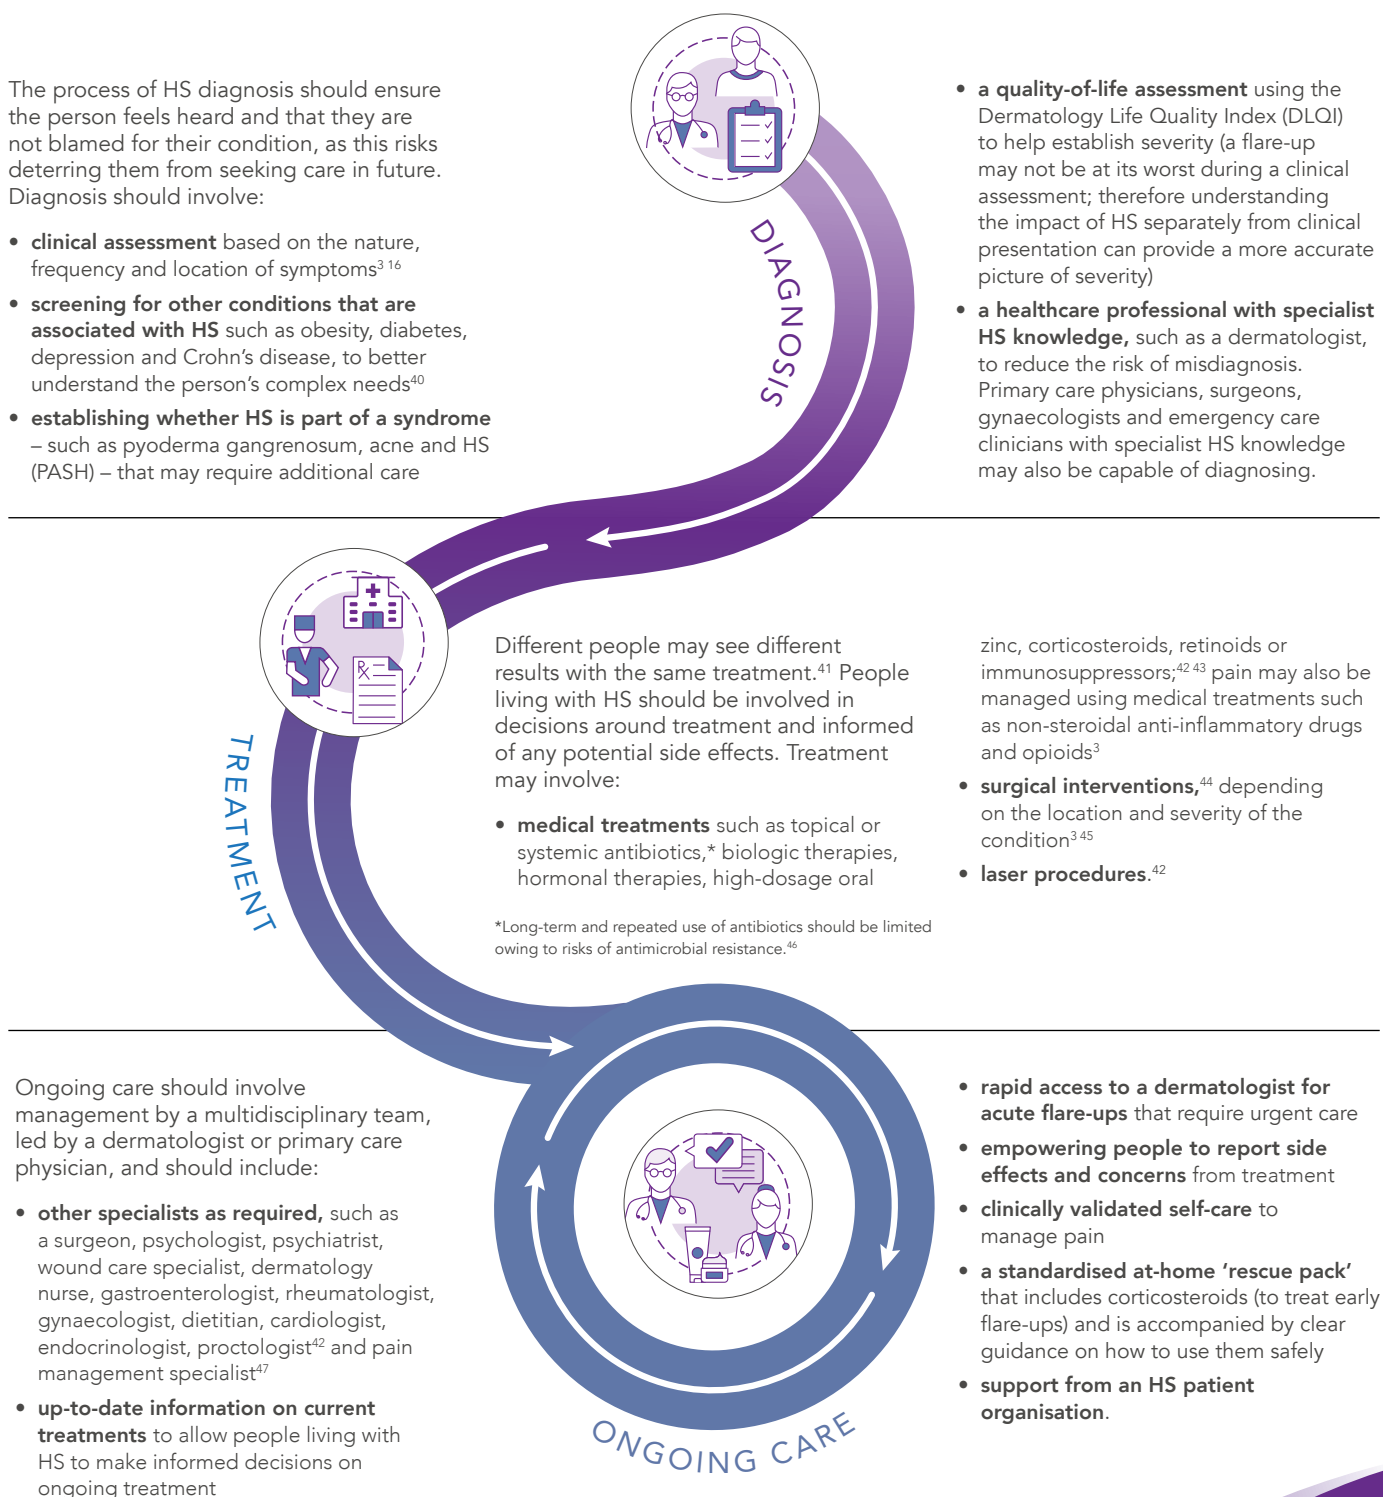 The process of HS diagnosis should ensure
the person feels heard and that they are
not blamed for their condition, as this risks
deterring them from seeking care in future.
Diagnosis should involve:
• clinical assessment based on the nature,
frequency and location of symptoms3 16
• screening for other conditions that are
associated with HS such as obesity, diabetes,
depression and Crohn’s disease, to better
understand the person’s complex needs40
• establishing whether HS is part of a syndrome
– such as pyoderma gangrenosum, acne and HS
(PASH) – that may require additional care
DIAGNOSIS
• a quality-of-life assessment using the
Dermatology Life Quality Index (DLQI)
to help establish severity (a flare-up
may not be at its worst during a clinical
assessment; therefore understanding
the impact of HS separately from clinical
presentation can provide a more accurate
picture of severity)
• a healthcare professional with specialist
HS knowledge, such as a dermatologist,
to reduce the risk of misdiagnosis.
Primary care physicians, surgeons,
gynaecologists and emergency care
clinicians with specialist HS knowledge
may also be capable of diagnosing.
Rx
TREATMENT
Different people may see different
results with the same treatment.41 People
living with HS should be involved in
decisions around treatment and informed
of any potential side effects. Treatment
may involve:
• medical treatments such as topical or
systemic antibiotics,* biologic therapies,
hormonal therapies, high-dosage oral
zinc, corticosteroids, retinoids or
immunosuppressors;42 43 pain may also be
managed using medical treatments such
as non-steroidal anti-inflammatory drugs
and opioids3
• surgical interventions,44 depending
on the location and severity of the
condition3 45
• laser procedures.42
*Long-term and repeated use of antibiotics should be limited
owing to risks of antimicrobial resistance.46
Ongoing care should involve
management by a multidisciplinary team,
led by a dermatologist or primary care
physician, and should include:
• other specialists as required, such as
a surgeon, psychologist, psychiatrist,
wound care specialist, dermatology
nurse, gastroenterologist, rheumatologist,
gynaecologist, dietitian, cardiologist,
endocrinologist, proctologist42 and pain
management specialist47
• up-to-date information on current
treatments to allow people living with
HS to make informed decisions on
ongoing treatment
ONGOING CARE
• rapid access to a dermatologist for
acute flare-ups that require urgent care
• empowering people to report side
effects and concerns from treatment
• clinically validated self-care to
manage pain
• a standardised at-home ‘rescue pack’
that includes corticosteroids (to treat early
flare-ups) and is accompanied by clear
guidance on how to use them safely
• support from an HS patient
organisation.